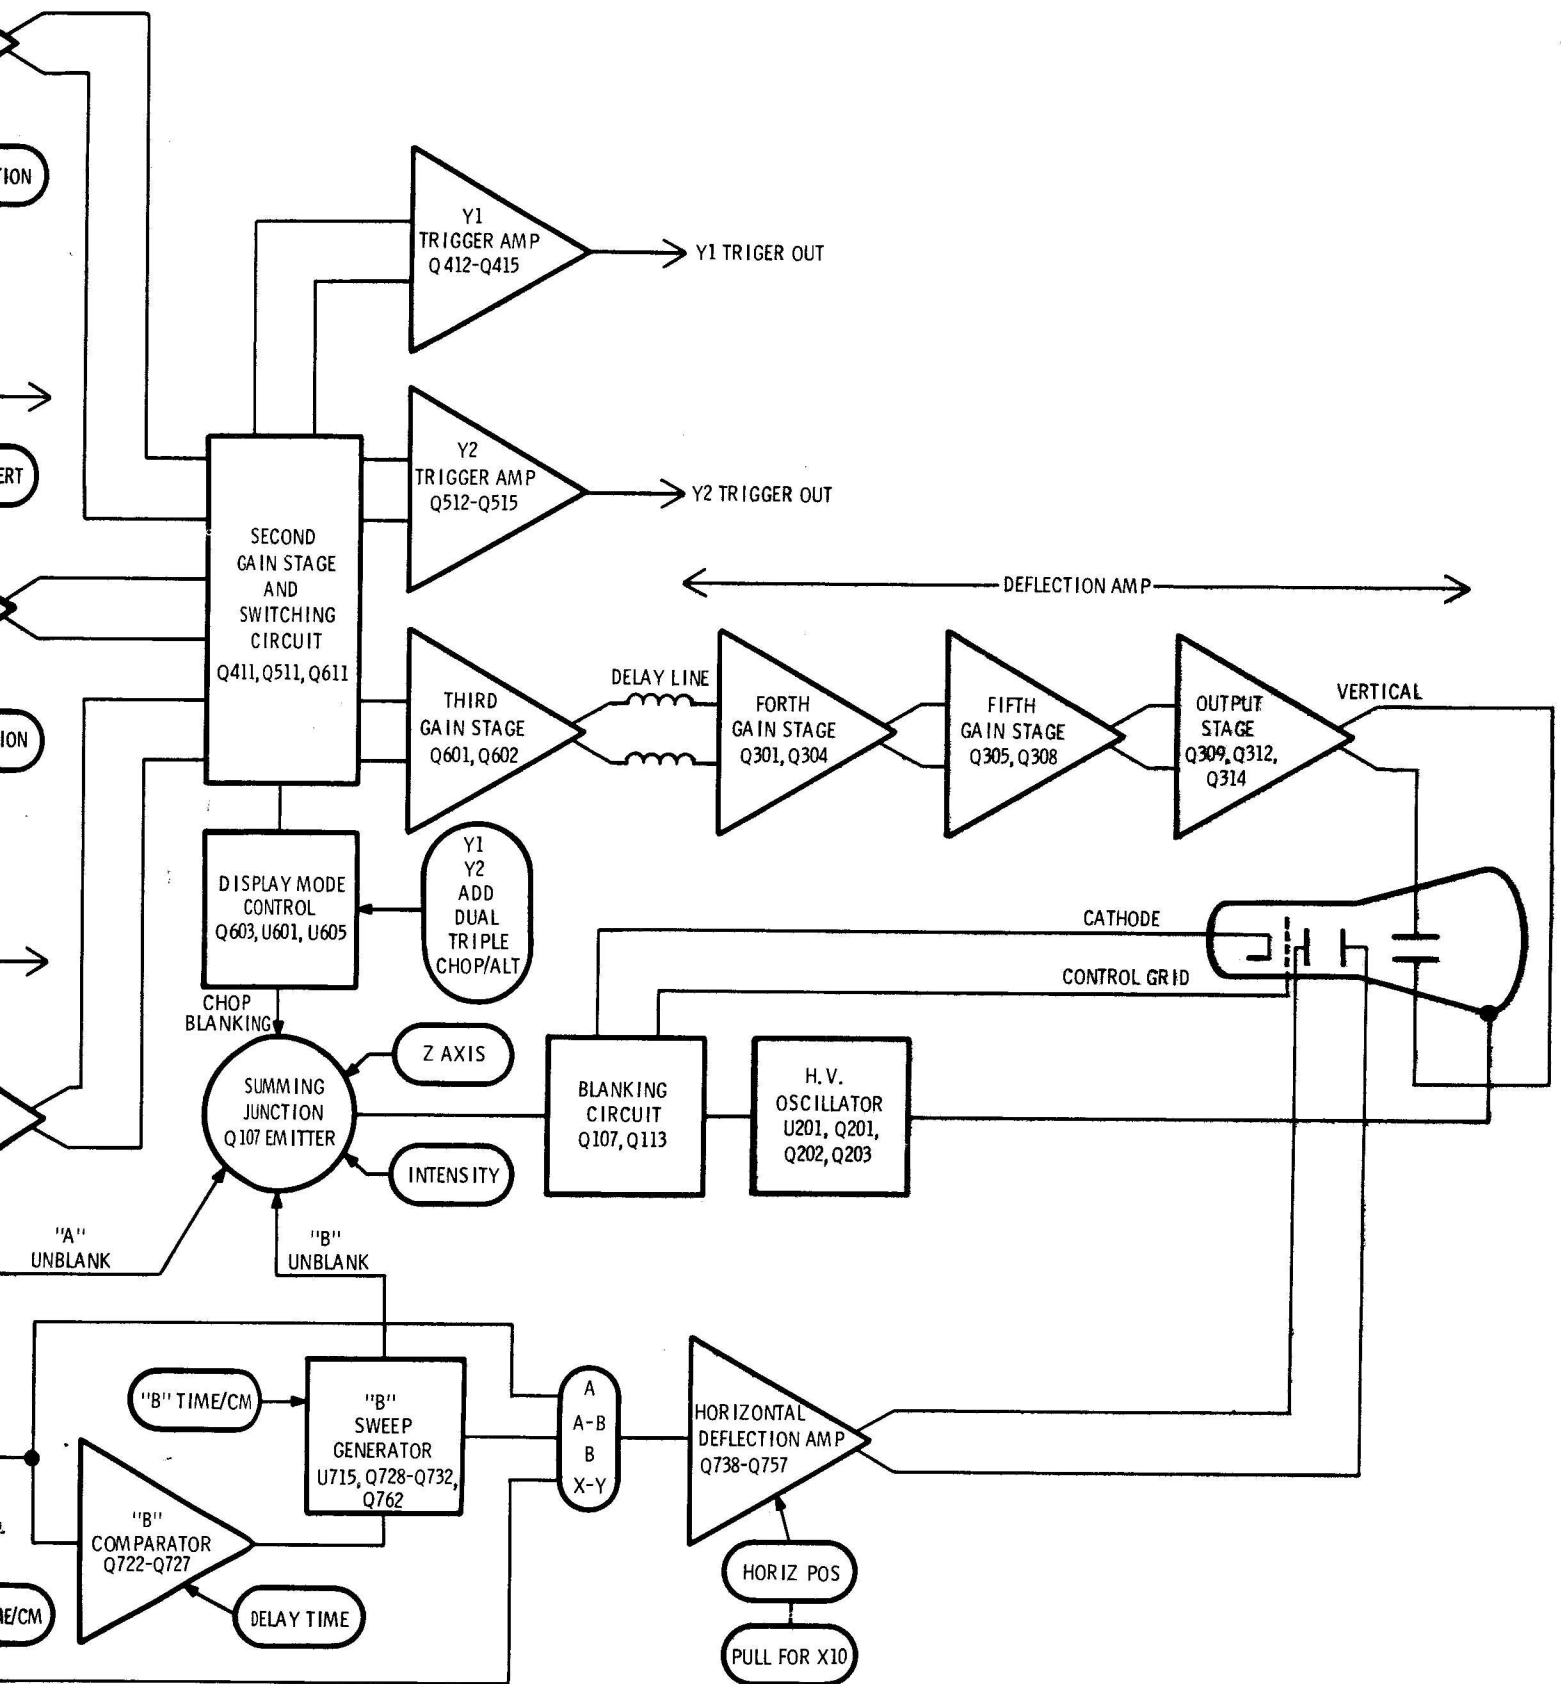 TION
Y1
TRIGGER AMP
Q412-Q415
Y1 TRIGER OUT
ERT
Y2
TRIGGER AMP
Q512-Q515
Y2 TRIGGER OUT
SECOND
GAIN STAGE
AND
SWITCHING
CIRCUIT
Q411, Q511, Q611
DEFLECTION AMP
ION
THIRD
GAIN STAGE
Q601, Q602
DELAY LINE
FORTH
GAIN STAGE
Q301, Q304
FIFTH
GAIN STAGE
Q305, Q308
OUTPUT
STAGE
Q309, Q312,
Q314
VERTICAL
DISPLAY MODE
CONTROL
Q603, U601, U605
Y1
Y2
ADD
DUAL
TRIPLE
CHOP/ALT
CATHODE
CONTROL GRID
CHOP
BLANKING
Z AXIS
SUMMING
JUNCTION
Q107 EMITTER
INTENSITY
BLANKING
CIRCUIT
Q107, Q113
H.V.
OSCILLATOR
U201, Q201,
Q202, Q203
"A"
UNBLANK
"B"
UNBLANK
"B" TIME/CM
"B"
SWEEP
GENERATOR
U715, Q728-Q732,
Q762
A
A-B
B
X-Y
HORIZONTAL
DEFLECTION AMP
Q738-Q757
"B"
COMPARATOR
Q722-Q727
DELAY TIME
HORIZ POS
PULL FOR X10
ME/CM